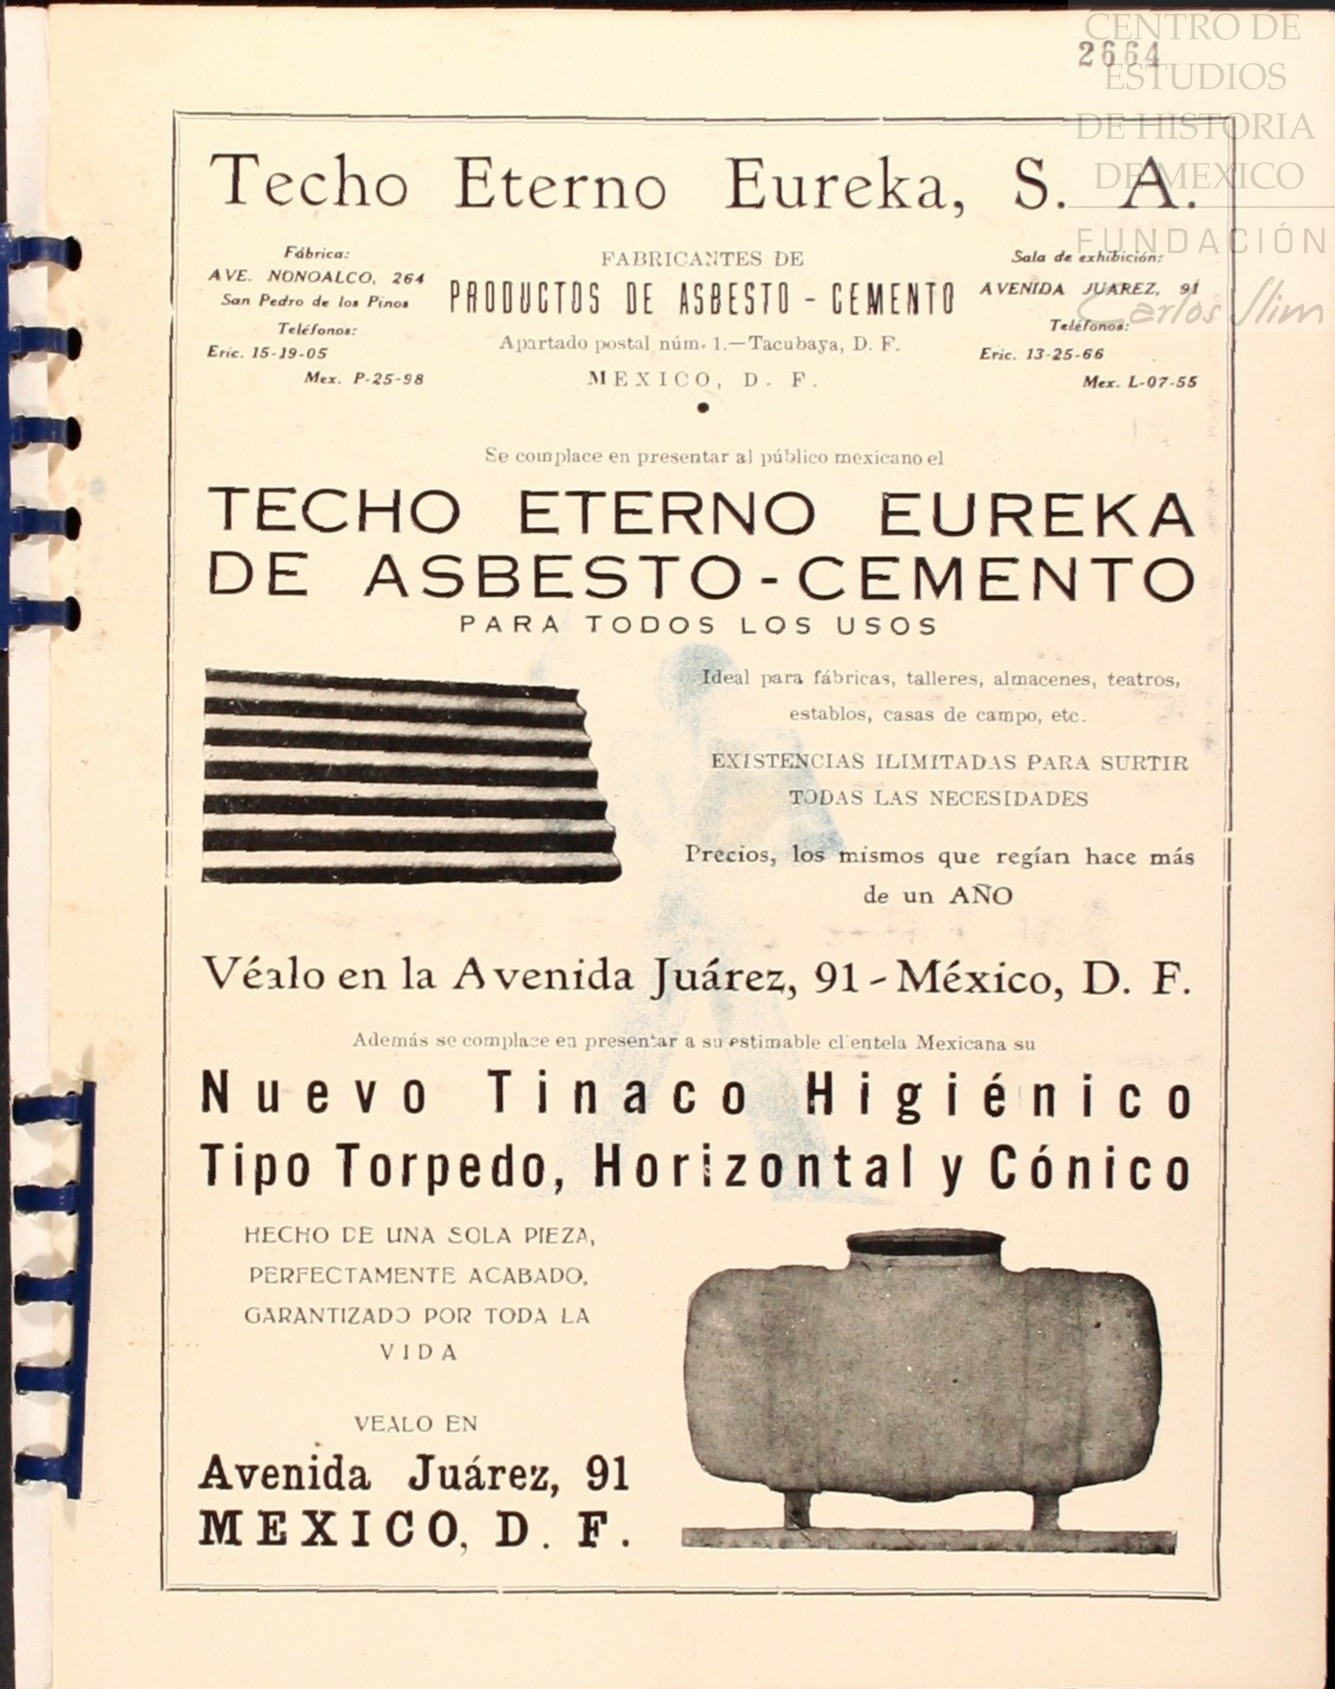 CENTRO DE
ESTUDIOS
DE HISTORIA
DE MEXICO
FUNDACIÓN
Carlos Slim
2664
Techo Eterno Eureka, S. A.
Fábrica:
AVE. NONOALCO, 264
San Pedro de los Pinos
Teléfonos:
Eric. 15-19-05
Mex. P-25-98
FABRICANTES DE
PRODUCTOS DE ASBESTO - CEMENTO
Apartado postal núm. 1.—Tacubaya, D. F.
MEXICO, D. F.
Sala de exhibición:
AVENIDA JUAREZ, 91
Teléfonos:
Eric. 13-25-66
Mex. L-07-55
Se complace en presentar al público mexicano el
TECHO ETERNO EUREKA
DE ASBESTO-CEMENTO
PARA TODOS LOS USOS
Ideal para fábricas, talleres, almacenes, teatros,
establos, casas de campo, etc.
EXISTENCIAS ILIMITADAS PARA SURTIR
TODAS LAS NECESIDADES
Precios, los mismos que regían hace más
de un AÑO
Véalo en la Avenida Juárez, 91 - México, D. F.
Además se complace en presentar a su estimable clientela Mexicana su
Nuevo Tinaco Higiénico
Tipo Torpedo, Horizontal y Cónico
HECHO DE UNA SOLA PIEZA,
PERFECTAMENTE ACABADO,
GARANTIZADO POR TODA LA
VIDA
VEALO EN
Avenida Juárez, 91
MEXICO, D. F.